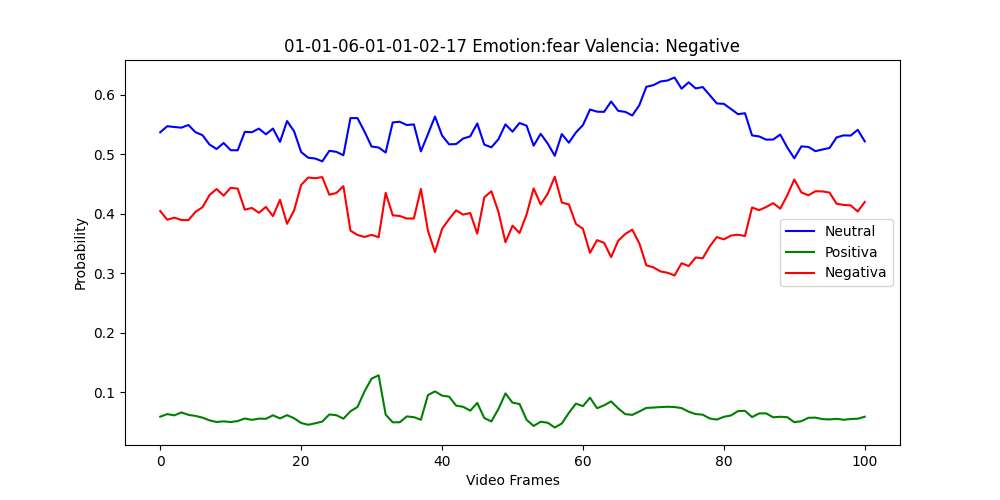 01-01-06-01-01-02-17 Emotion:fear Valencia: Negative
0.6
0.5
0.4
0.3
0.2
0.1
Probability
Neutral
Positiva
Negativa
0 20 40 60 80 100
Video Frames